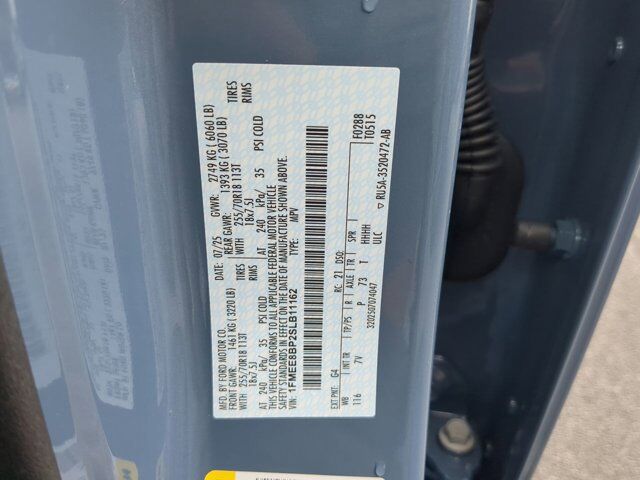 MFD. BY FORD MOTOR CO.
DATE: 07/25 GVWR: 2749 KG ( 6060 LB)
FRONT GAWR: 1461 KG ( 3220 LB) REAR GAWR: 1393 KG ( 3070 LB)
WITH 255/70R18 113T TIRES WITH 255/70R18 113T TIRES
18x7.5J RIMS 18x7.5J RIMS
AT 240 kPa/ 35 PSI COLD AT 240 kPa/ 35 PSI COLD
THIS VEHICLE CONFORMS TO ALL APPLICABLE FEDERAL MOTOR VEHICLE
SAFETY STANDARDS IN EFFECT ON THE DATE OF MANUFACTURE SHOWN ABOVE.
VIN: 1FMEE8BP2SLB11162 TYPE: MPV
F0288
T0515
EXT PNT: G4 RC: 21 DSO:
WB INT TR TP/PS R AXLE TR SPR
116 7V P 73 T HHHH
3202507074047 ULC
▽ RU5A-3520472-AB